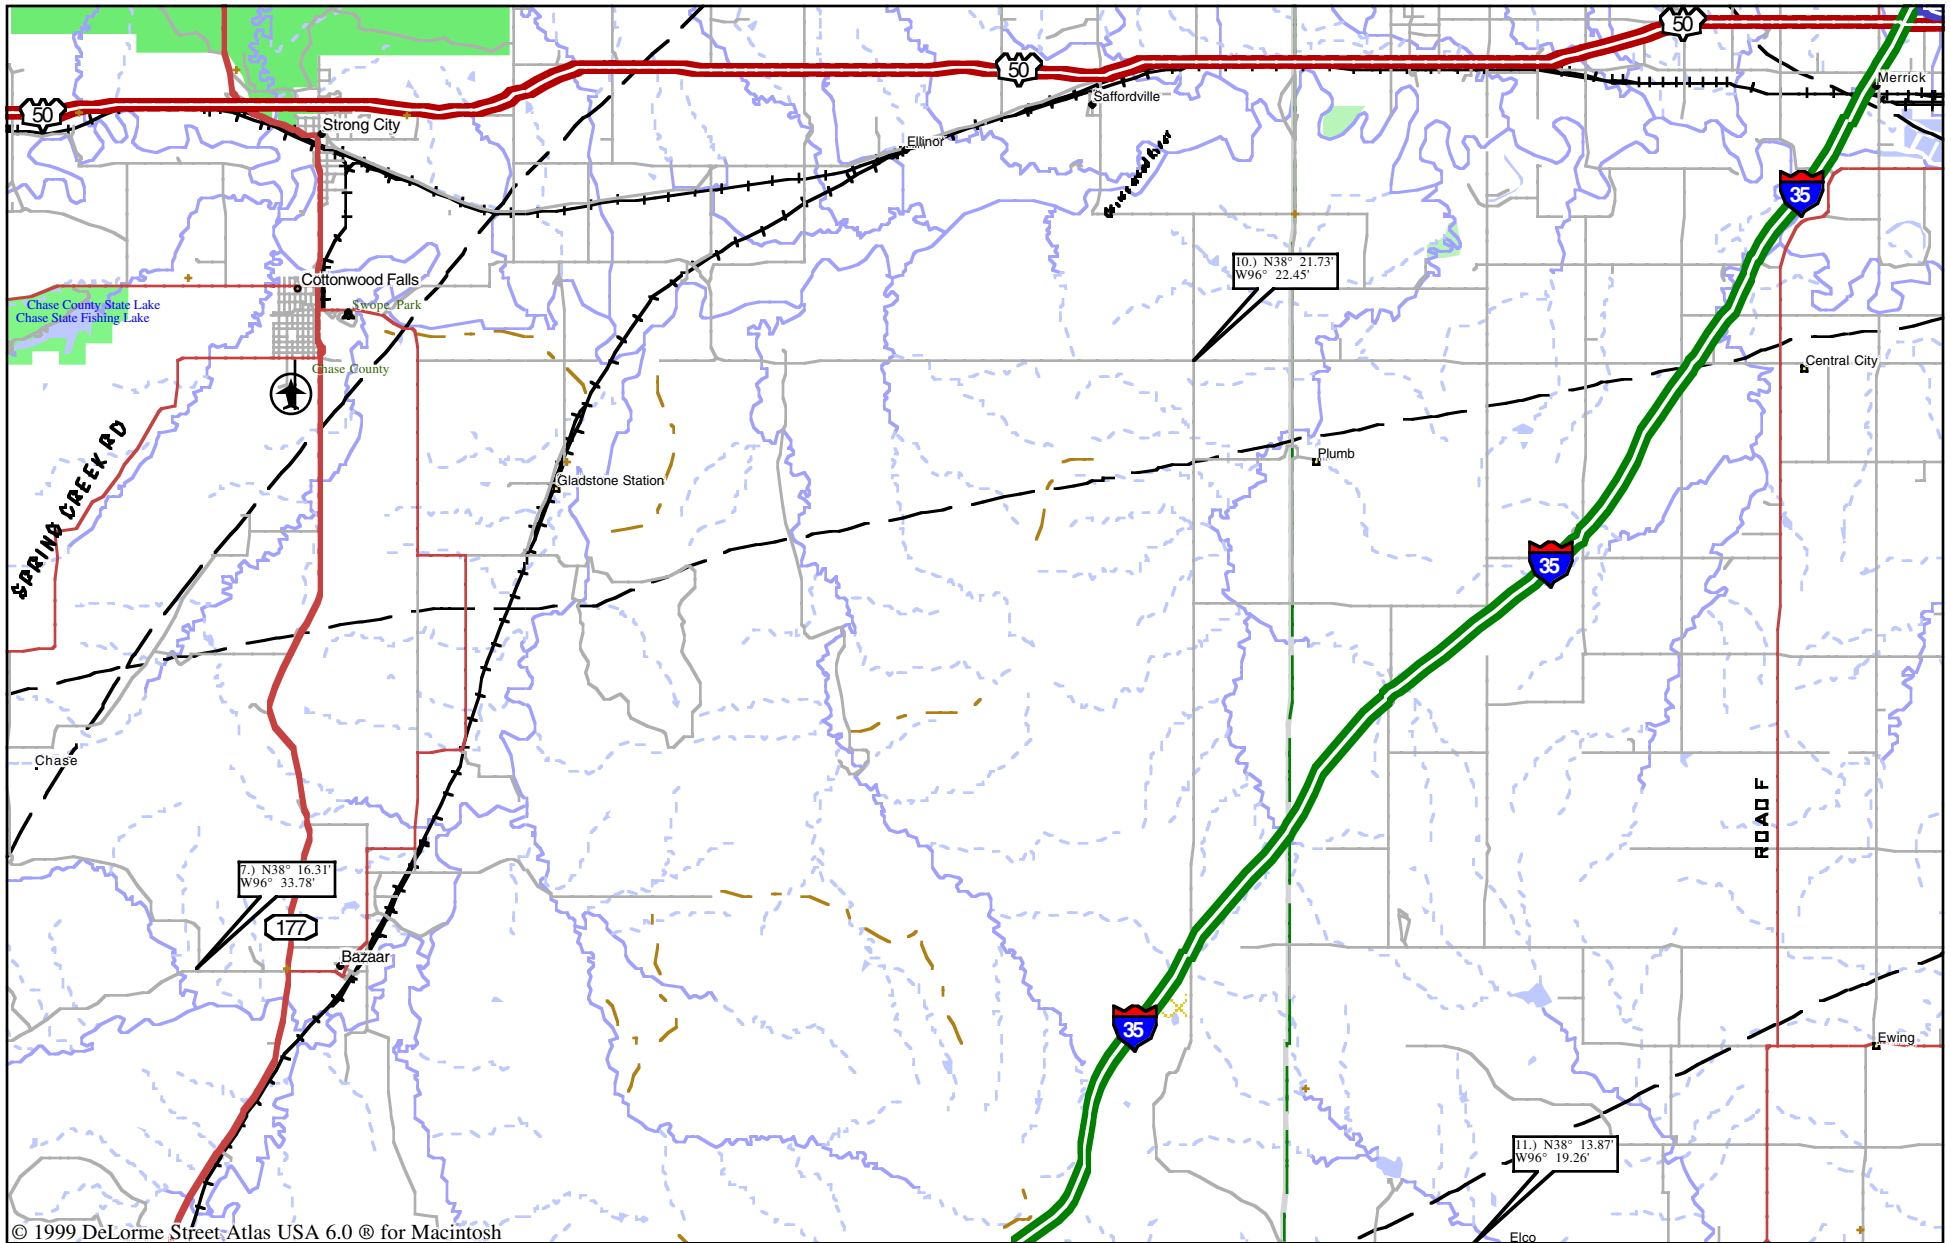 50
50
50
Merrick
Saffordville
Strong City
Ellinor
Cottonwood River
35
10.) N38° 21.73'
W96° 22.45'
Cottonwood Falls
Swope Park
Chase County State Lake
Chase State Fishing Lake
Chase County
Central City
SPRING CREEK RD
Plumb
Gladstone Station
35
Chase
ROAD F
7.) N38° 16.31'
W96° 33.78'
177
Bazaar
35
Ewing
11.) N38° 13.87'
W96° 19.26'
Elco
© 1999 DeLorme Street Atlas USA 6.0 ® for Macintosh